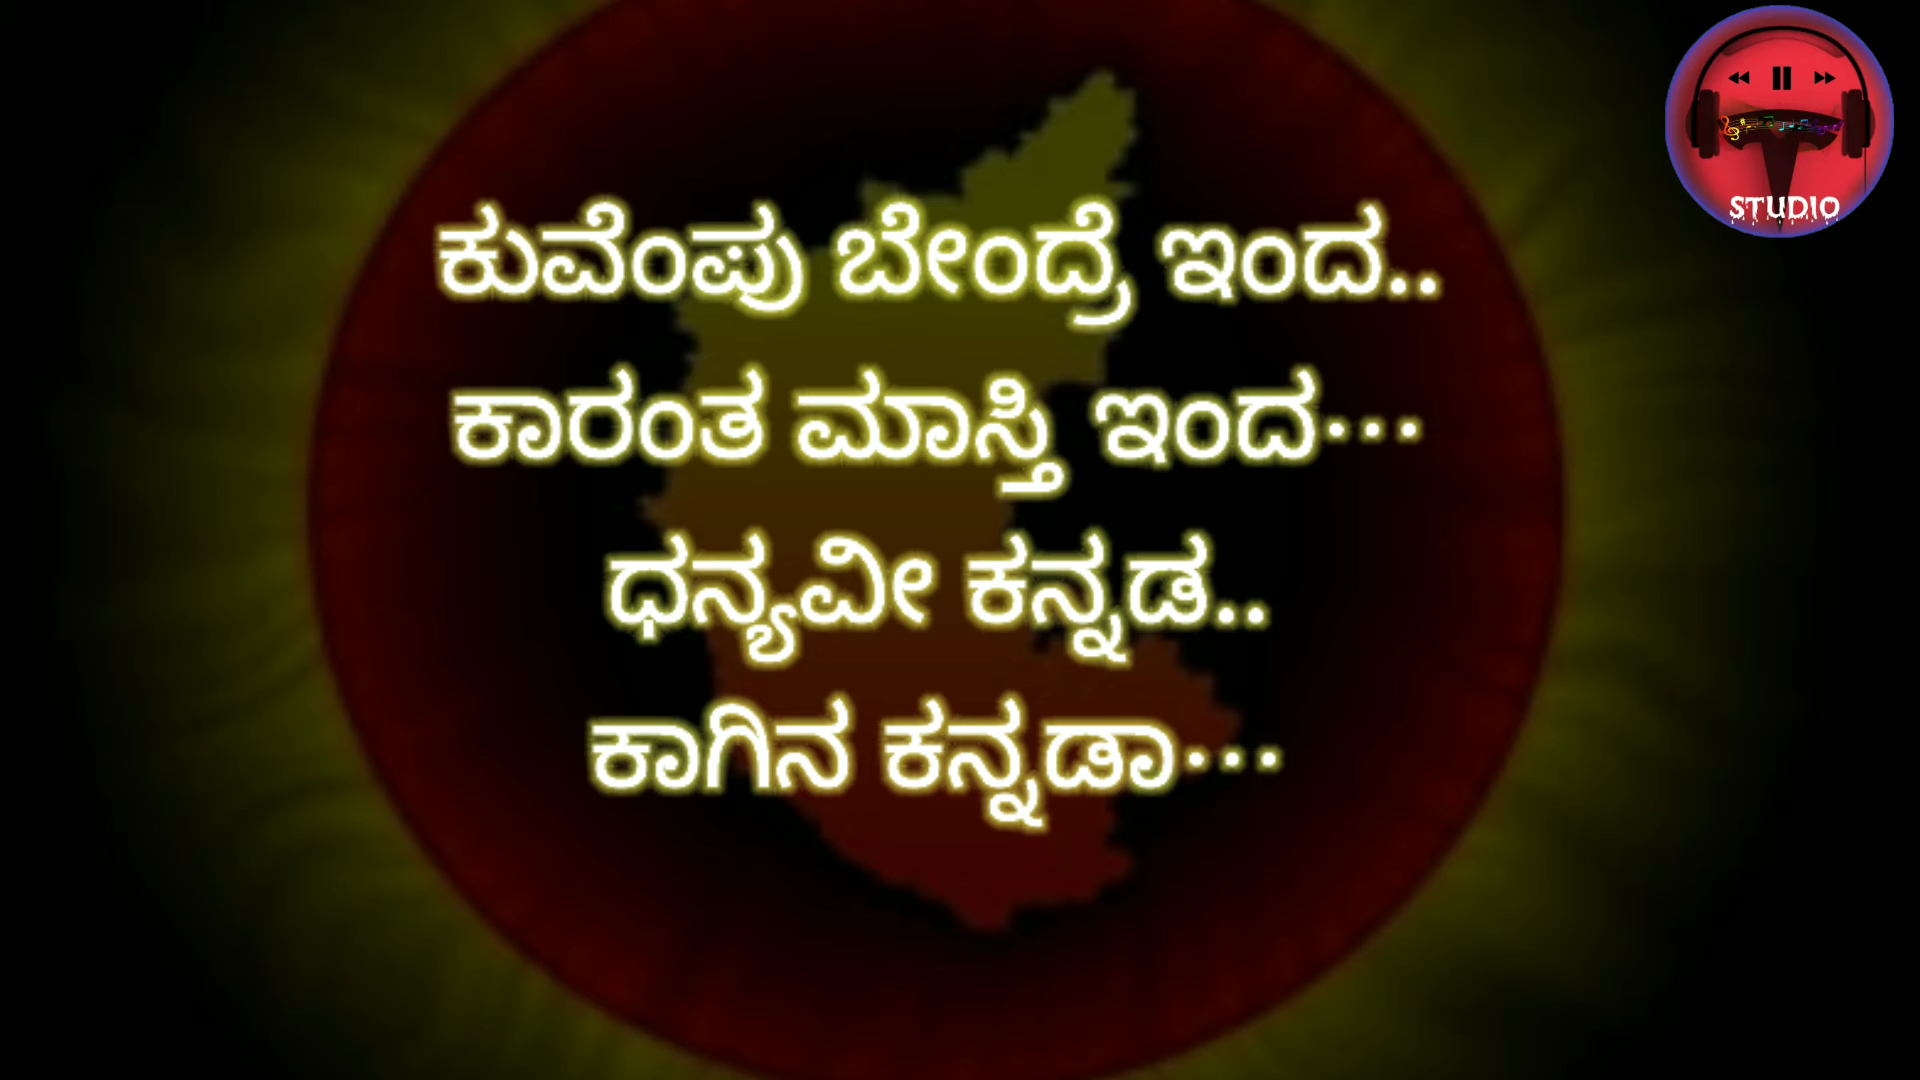 ಕುವೆಂಪು ಬೇಂದ್ರೆ ಇಂದ..
ಕಾರಂತ ಮಾಸ್ತಿ ಇಂದ...
ಧನ್ಯವೀ ಕನ್ನಡ..
ಕಾಗಿನ ಕನ್ನಡಾ...
STUDIO